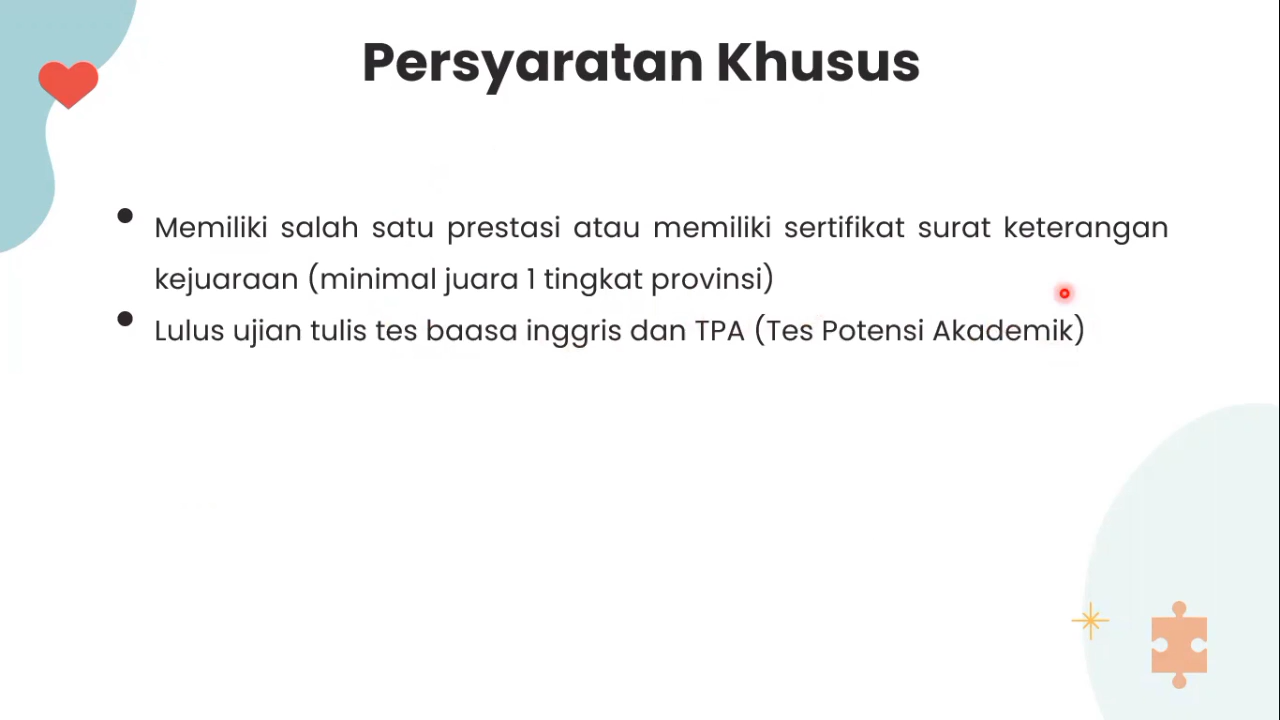 Persyaratan Khusus
Memiliki salah satu prestasi atau memiliki sertifikat surat keterangan
kejuaraan (minimal juara 1 tingkat provinsi)
Lulus ujian tulis tes baasa inggris dan TPA (Tes Potensi Akademik)